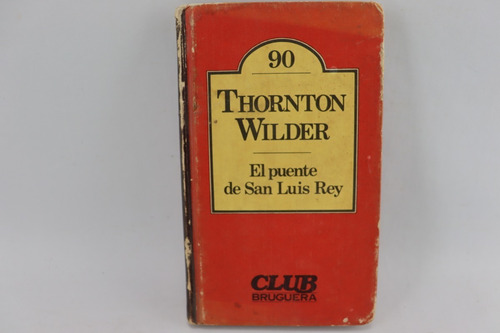 90
THORNTON
WILDER
El puente
de San Luis Rey
CLUB
BRUGUERA